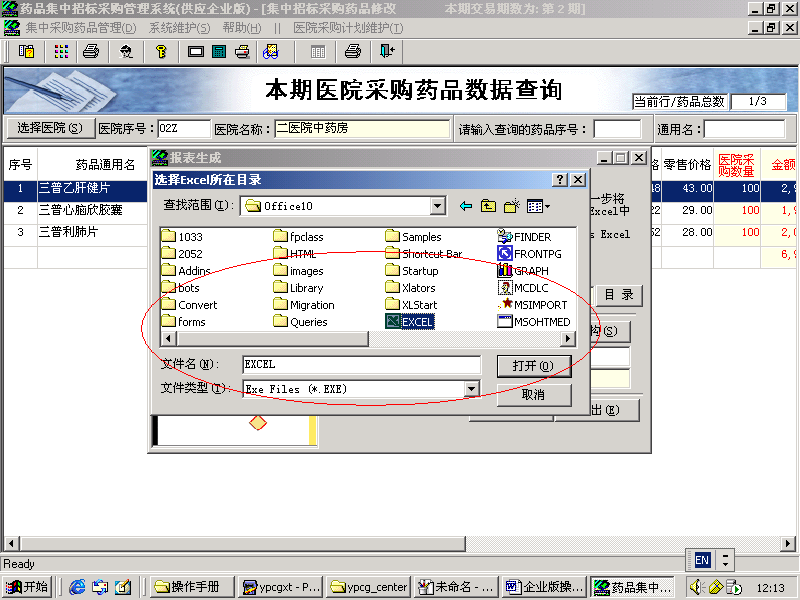 药品集中招标采购管理系统(供应企业版) - [集中招标采购药品修改 本期交易期数为: 第 2 期]
集中采购药品管理(D) 系统维护(S) 帮助(H) || 医院采购计划维护(T)
本期医院采购药品数据查询
当前行/药品总数 1/3
选择医院(S) 医院序号: 02Z 医院名称: 二医院中药房 请输入查询的药品序号: 通用名:
序号 药品通用名 格 零售价格 医院采购数量 金额
1 三普乙肝健片 48 43.00 100 2,
2 三普心脑欣胶囊 22 29.00 100 1,
3 三普利肺片 52 28.00 100 2,
6,
报表生成
选择Excel所在目录
查找范围(I): Office10
1033 fpclass Samples FINDER
2052 HTML Shortcut Bar FRONTPG
Addins images Startup GRAPH
bots Library Xlators MCDLC
Convert Migration XLStart MSIMPORT
forms Queries EXCEL MSOHTMED
文件名(N): EXCEL 打开(O)
文件类型(T): Exe Files (*.EXE) 取消
一步将
Excel中
s Excel
目 录
构(S)
出(E)
Ready
EN
开始 操作手册 ypcgxt - P... ypcg_center 未命名 - ... 企业版操... 药品集中... 12:13